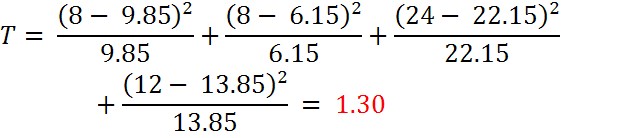 T = (8 − 9.85)²/9.85 + (8 − 6.15)²/6.15 + (24 − 22.15)²/22.15
+ (12 − 13.85)²/13.85 = 1.30